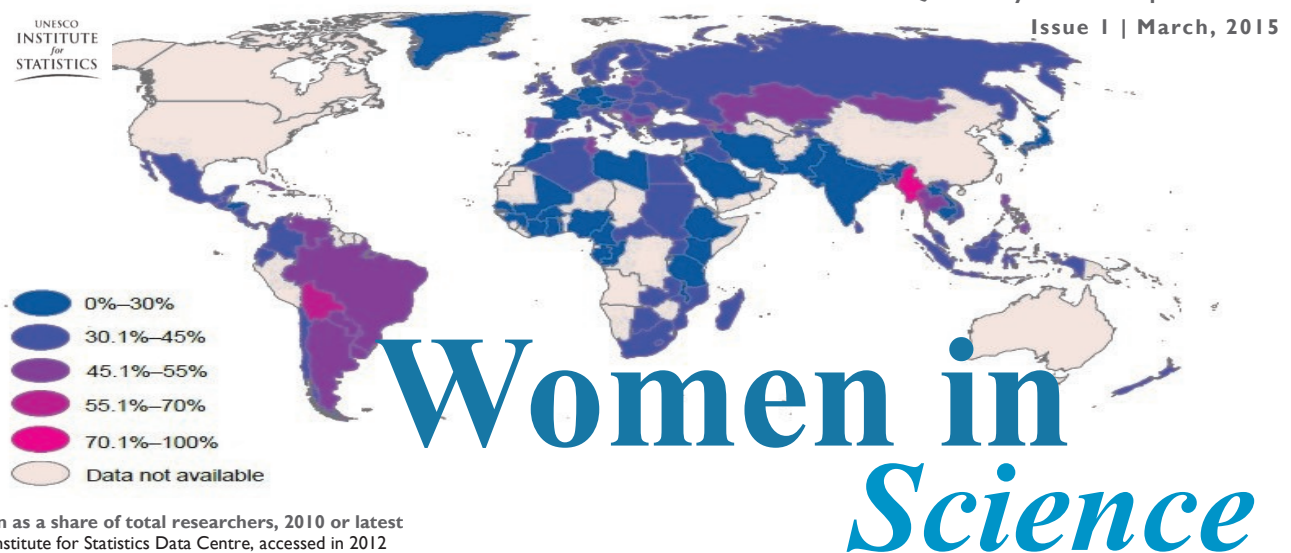 UNESCO
INSTITUTE
for
STATISTICS
Issue 1 | March, 2015
0%–30%
30.1%–45%
45.1%–55%
55.1%–70%
70.1%–100%
Data not available
Women in
Science
as a share of total researchers, 2010 or latest
for Statistics Data Centre, accessed in 2012